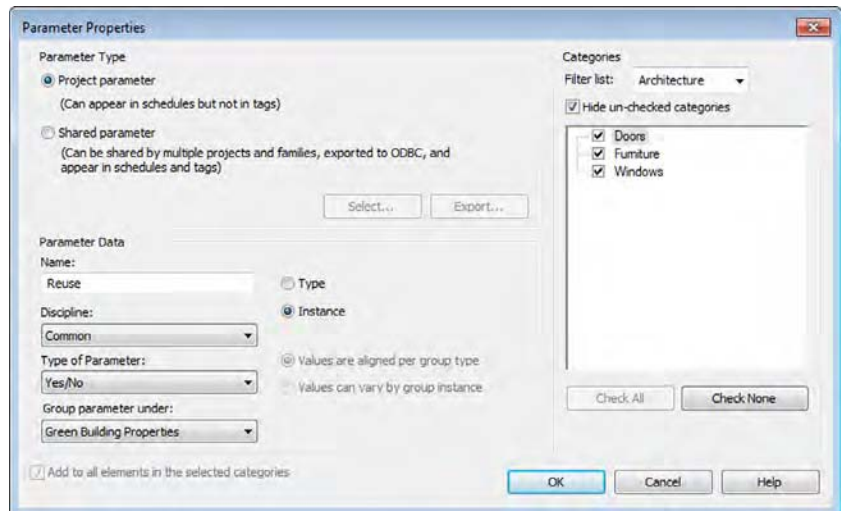 Parameter Properties
Parameter Type
Project parameter
(Can appear in schedules but not in tags)
Shared parameter
(Can be shared by multiple projects and families, exported to ODBC, and
appear in schedules and tags)
Select...
Export...
Parameter Data
Name:
Reuse
Type
Discipline:
Instance
Common
Type of Parameter:
Values are aligned per group type
Yes/No
Values can vary by group instance
Group parameter under:
Green Building Properties
Add to all elements in the selected categories
Categories
Filter list:
Architecture
Hide un-checked categories
Doors
Furniture
Windows
Check All
Check None
OK
Cancel
Help